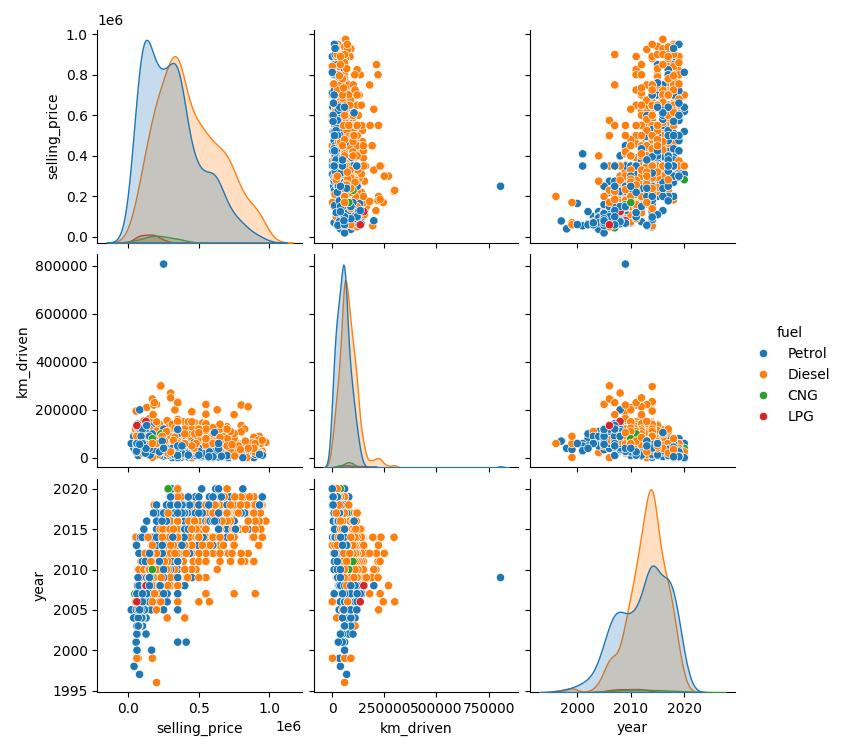 1e6
1.0
0.8
0.6
0.4
0.2
0.0
selling_price
800000
600000
400000
200000
0
km_driven
fuel
Petrol
Diesel
CNG
LPG
2020
2015
2010
2005
2000
1995
year
0.0 0.5 1.0
1e6
selling_price
0 250000 500000 750000
km_driven
2000 2010 2020
year